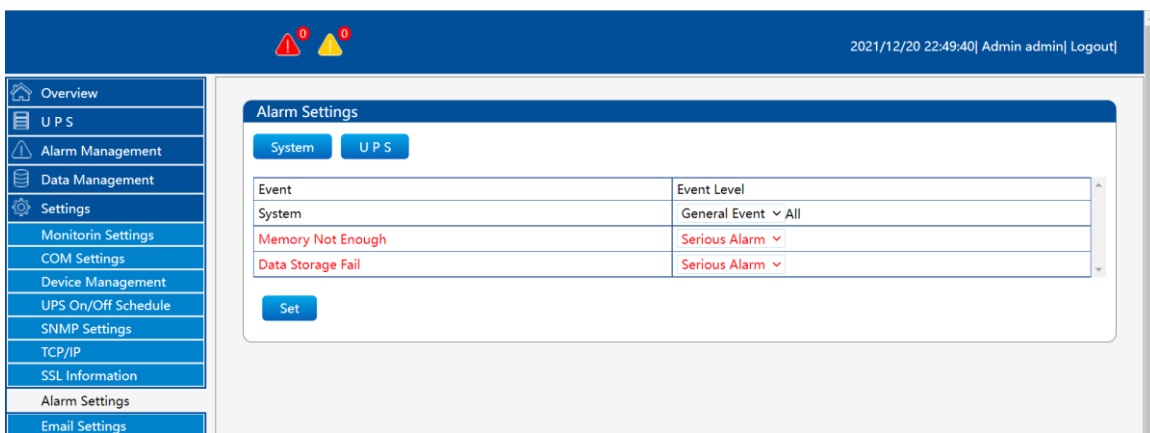 0 0
2021/12/20 22:49:40| Admin admin| Logout|
Overview
U P S
Alarm Management
Data Management
Settings
Monitorin Settings
COM Settings
Device Management
UPS On/Off Schedule
SNMP Settings
TCP/IP
SSL Information
Alarm Settings
Email Settings
Alarm Settings
System U P S
Event Event Level
System General Event All
Memory Not Enough Serious Alarm
Data Storage Fail Serious Alarm
Set